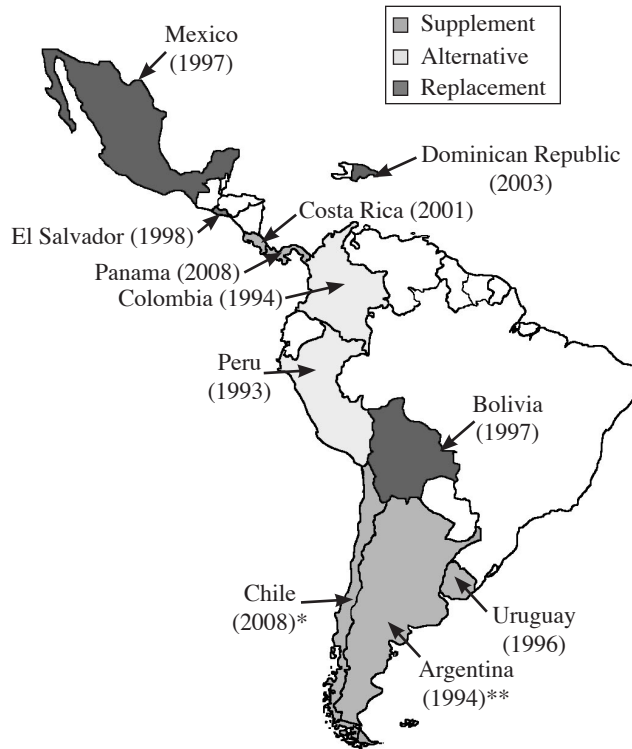 Supplement
Alternative
Replacement
Mexico
(1997)
Dominican Republic
(2003)
Costa Rica (2001)
El Salvador (1998)
Panama (2008)
Colombia (1994)
Peru
(1993)
Bolivia
(1997)
Chile
(2008)*
Uruguay
(1996)
Argentina
(1994)**